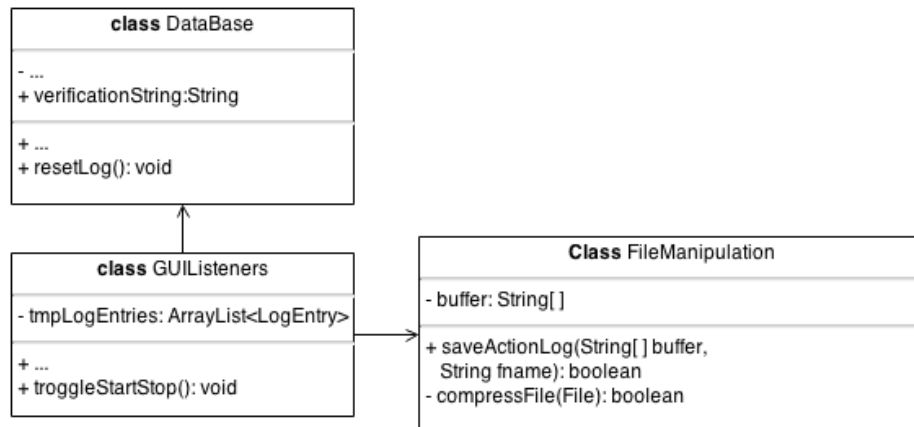 class DataBase
- ...
+ verificationString:String
+ ...
+ resetLog(): void
class GUIListeners
- tmpLogEntries: ArrayList<LogEntry>
+ ...
+ troggleStartStop(): void
Class FileManipulation
- buffer: String[ ]
+ saveActionLog(String[ ] buffer,
String fname): boolean
- compressFile(File): boolean